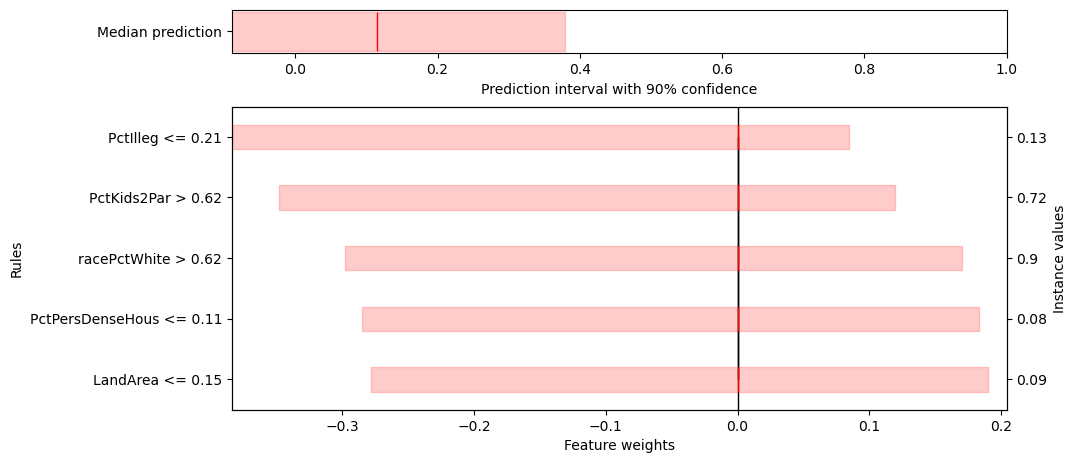 Median prediction
0.0 0.2 0.4 0.6 0.8 1.0
Prediction interval with 90% confidence
PctIlleg <= 0.21 0.13
PctKids2Par > 0.62 0.72
racePctWhite > 0.62 0.9
PctPersDenseHous <= 0.11 0.08
LandArea <= 0.15 0.09
Rules
Instance values
−0.3 −0.2 −0.1 0.0 0.1 0.2
Feature weights